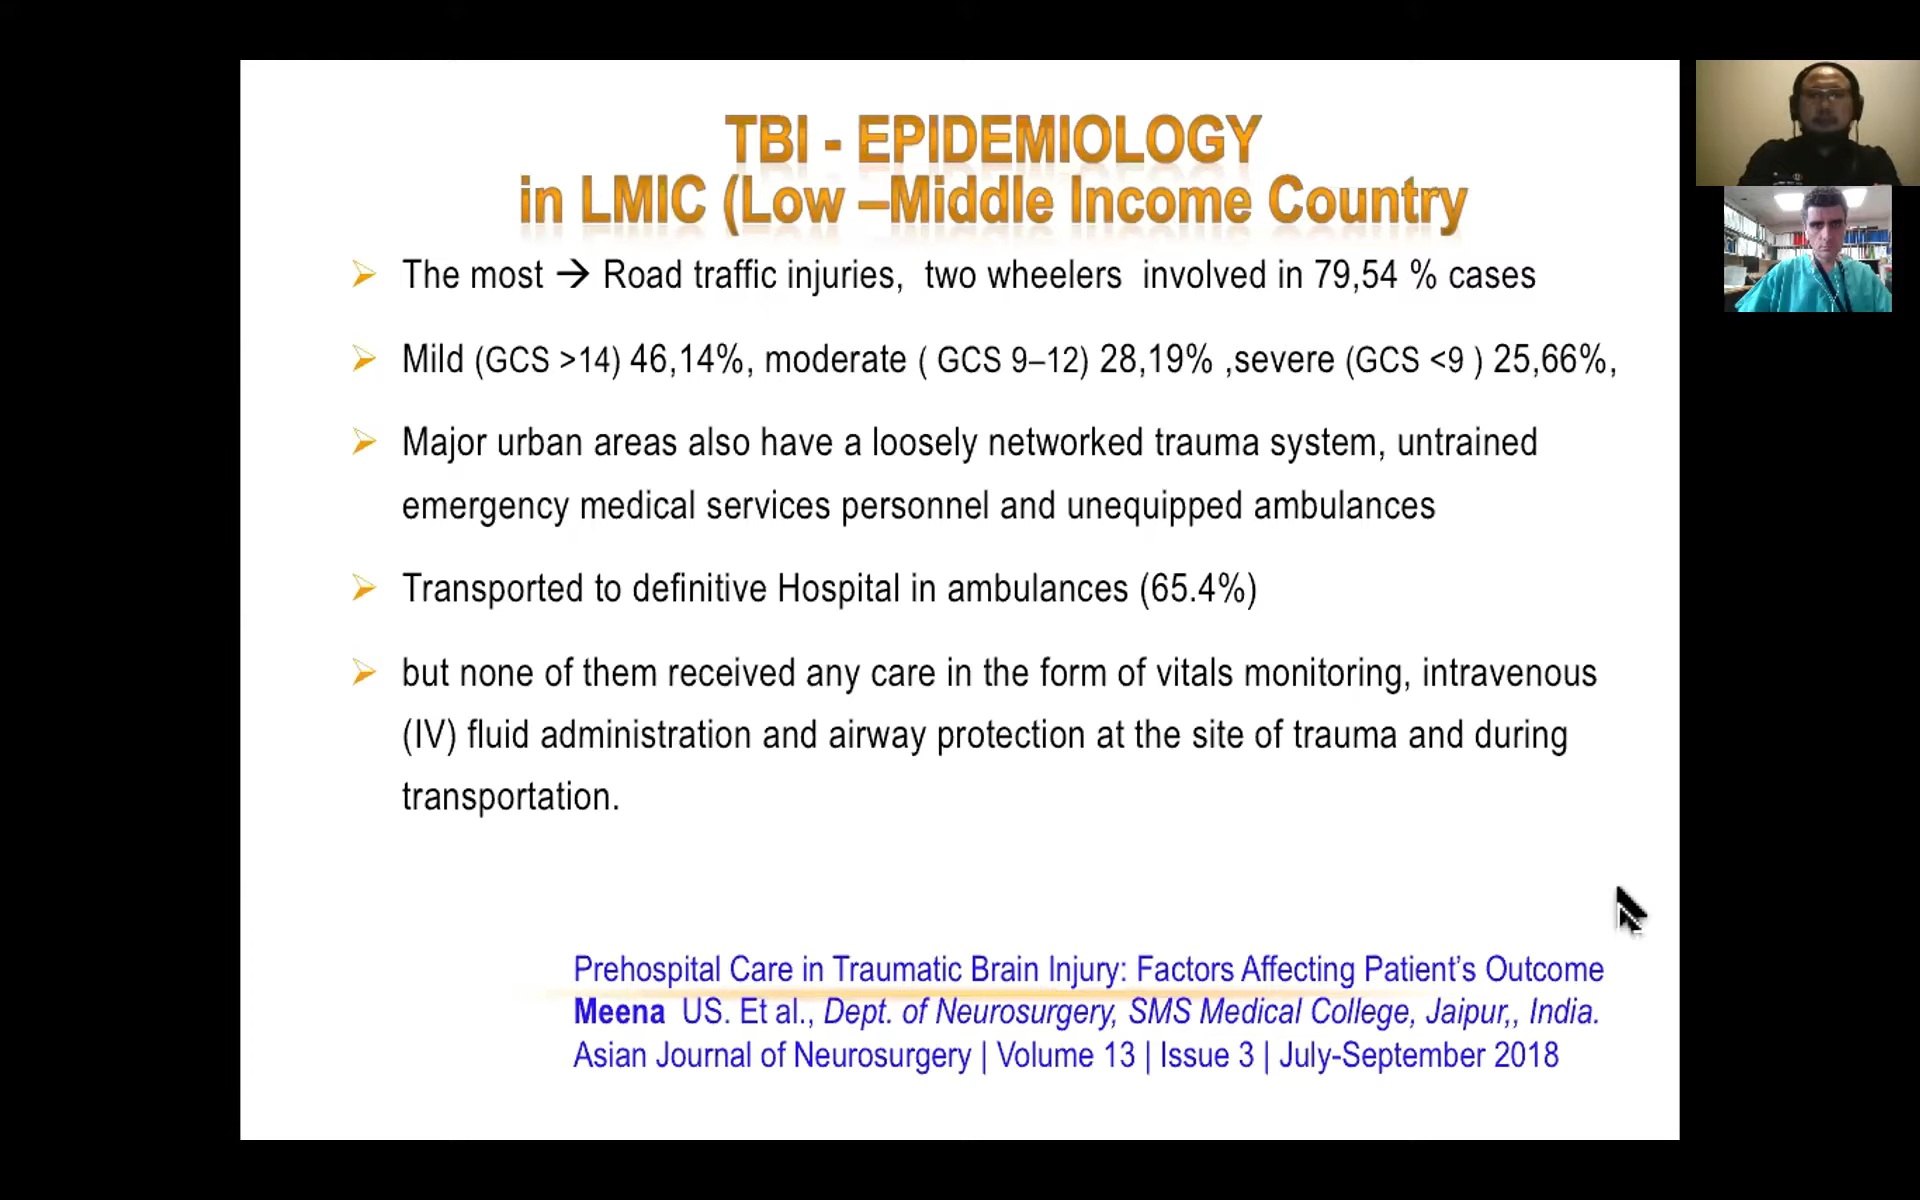 TBI - EPIDEMIOLOGY
in LMIC (Low –Middle Income Country
The most → Road traffic injuries, two wheelers involved in 79,54 % cases
Mild (GCS >14) 46,14%, moderate ( GCS 9–12) 28,19% ,severe (GCS <9 ) 25,66%,
Major urban areas also have a loosely networked trauma system, untrained
emergency medical services personnel and unequipped ambulances
Transported to definitive Hospital in ambulances (65.4%)
but none of them received any care in the form of vitals monitoring, intravenous
(IV) fluid administration and airway protection at the site of trauma and during
transportation.
Prehospital Care in Traumatic Brain Injury: Factors Affecting Patient’s Outcome
Meena US. Et al., Dept. of Neurosurgery, SMS Medical College, Jaipur,, India.
Asian Journal of Neurosurgery | Volume 13 | Issue 3 | July-September 2018